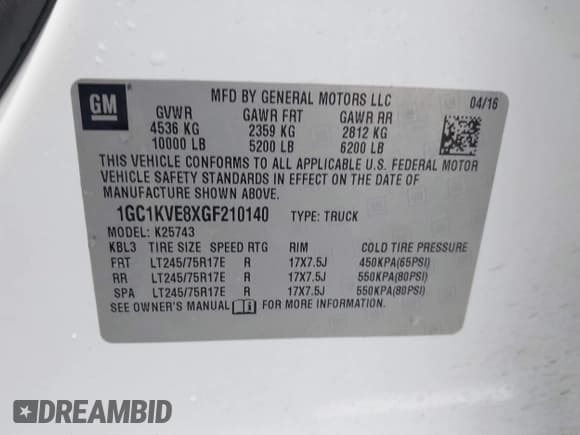 GM
MFD BY GENERAL MOTORS LLC 04/16
GVWR GAWR FRT GAWR RR
4536 KG 2359 KG 2812 KG
10000 LB 5200 LB 6200 LB
THIS VEHICLE CONFORMS TO ALL APPLICABLE U.S. FEDERAL MOTOR
VEHICLE SAFETY STANDARDS IN EFFECT ON THE DATE OF
MANUFACTURE SHOWN ABOVE.
1GC1KVE8XGF210140 TYPE: TRUCK
MODEL: K25743
KBL3 TIRE SIZE SPEED RTG RIM COLD TIRE PRESSURE
FRT LT245/75R17E R 17X7.5J 450KPA(65PSI)
RR LT245/75R17E R 17X7.5J 550KPA(80PSI)
SPA LT245/75R17E R 17X7.5J 550KPA(80PSI)
SEE OWNER'S MANUAL FOR MORE INFORMATION.
DREAMBID